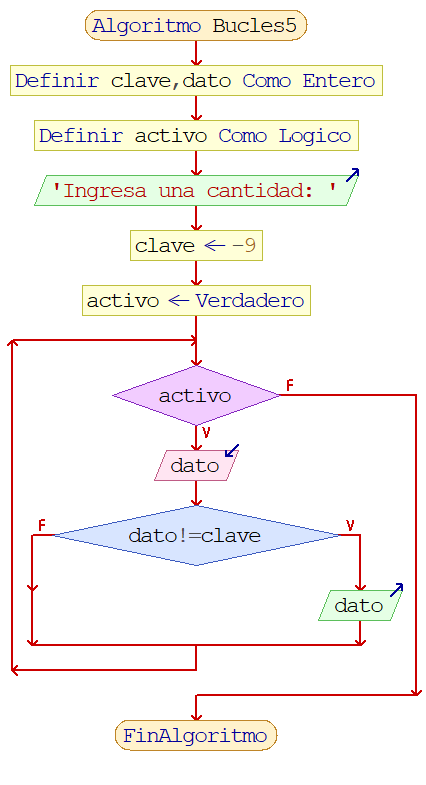 Algoritmo Bucles5
Definir clave,dato Como Entero
Definir activo Como Logico
'Ingresa una cantidad: '
clave ← -9
activo ← Verdadero
activo
F
V
dato
F
dato!=clave
V
dato
FinAlgoritmo